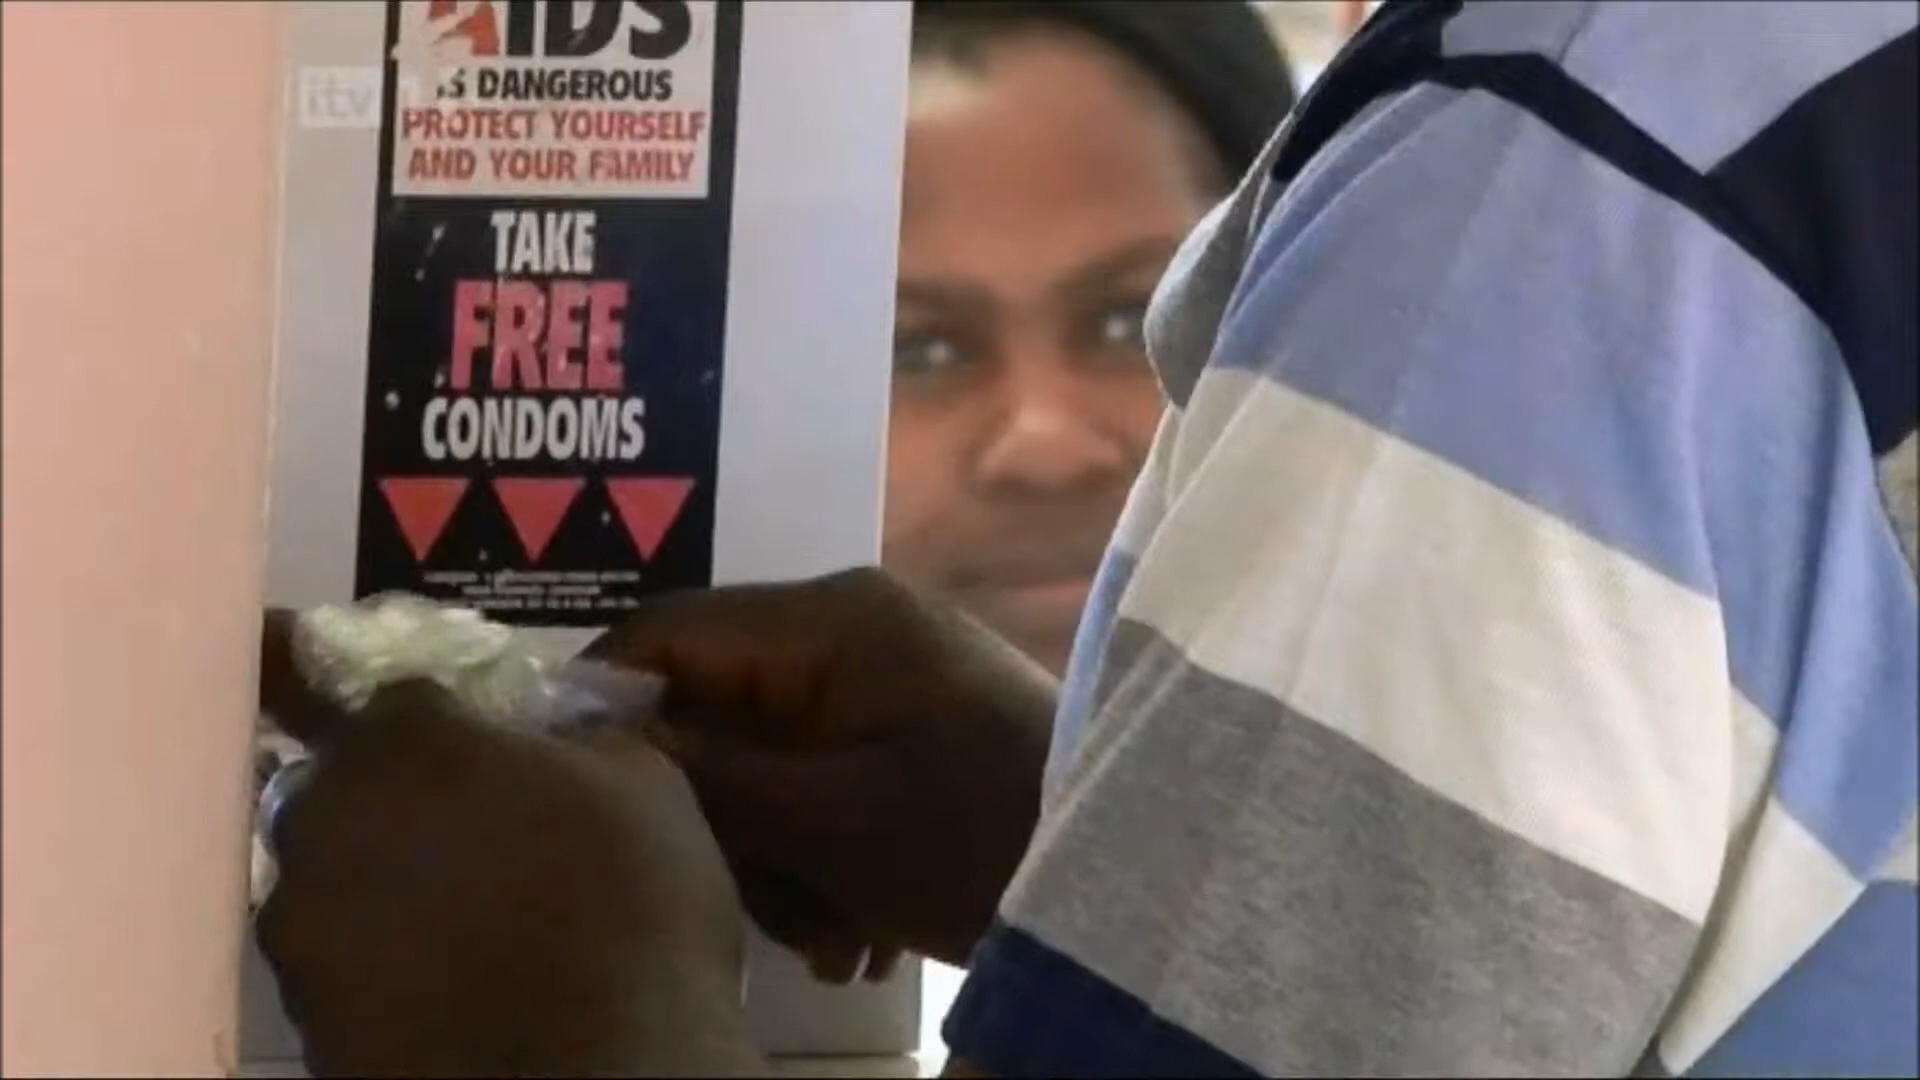 AIDS
itv
IS DANGEROUS
PROTECT YOURSELF
AND YOUR FAMILY
TAKE
FREE
CONDOMS